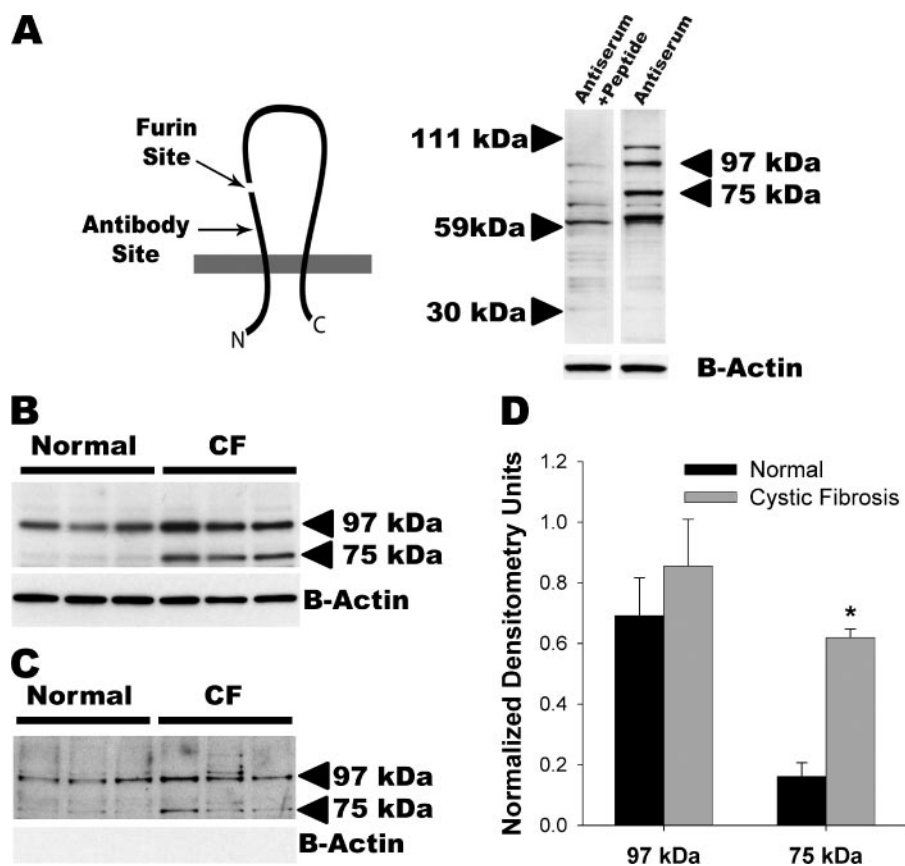 A
Furin
Site
Antibody
Site
N
C
Antiserum
+Peptide
Antiserum
111 kDa
59kDa
30 kDa
97 kDa
75 kDa
B-Actin
B
Normal
CF
97 kDa
75 kDa
B-Actin
C
Normal
CF
97 kDa
75 kDa
B-Actin
D
Normalized Densitometry Units
1.2
1.0
0.8
0.6
0.4
0.2
0.0
Normal
Cystic Fibrosis
*
97 kDa
75 kDa